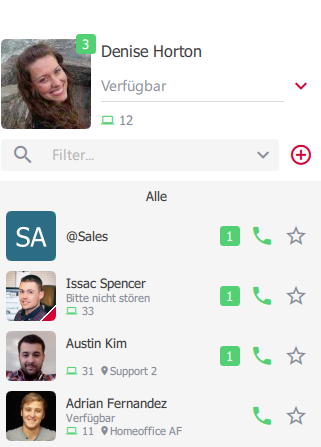 3
Denise Horton
Verfügbar
12
Filter...
Alle
SA
@Sales
1
Issac Spencer
Bitte nicht stören
33
1
Austin Kim
31 Support 2
1
Adrian Fernandez
Verfügbar
11 Homeoffice AF